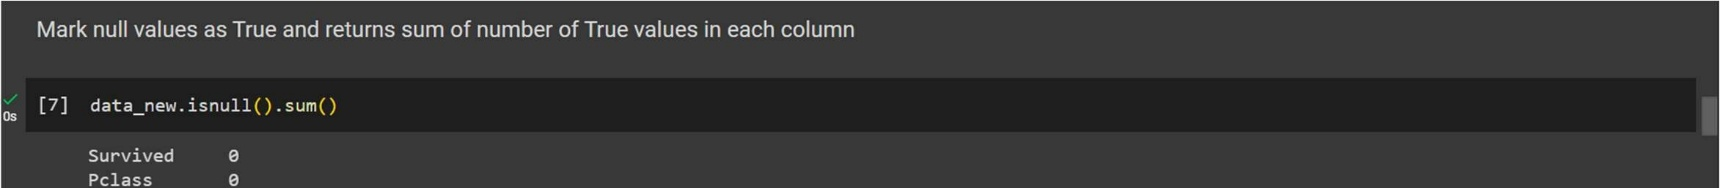 Mark null values as True and returns sum of number of True values in each column
[7] data_new.isnull().sum()
0s
Survived 0
Pclass 0